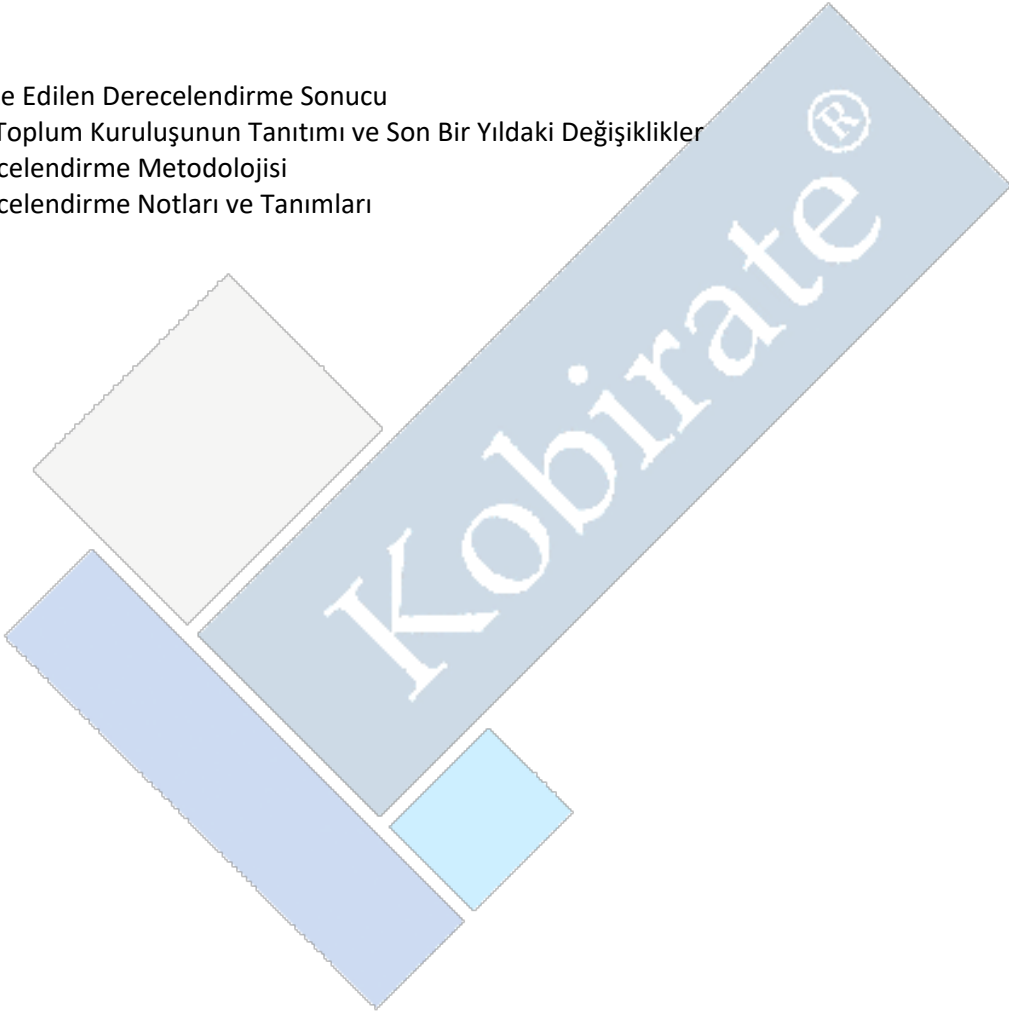 e Edilen Derecelendirme Sonucu
Toplum Kuruluşunun Tanıtımı ve Son Bir Yıldaki Değişiklikler
celendirme Metodolojisi
celendirme Notları ve Tanımları
Kobirate ®